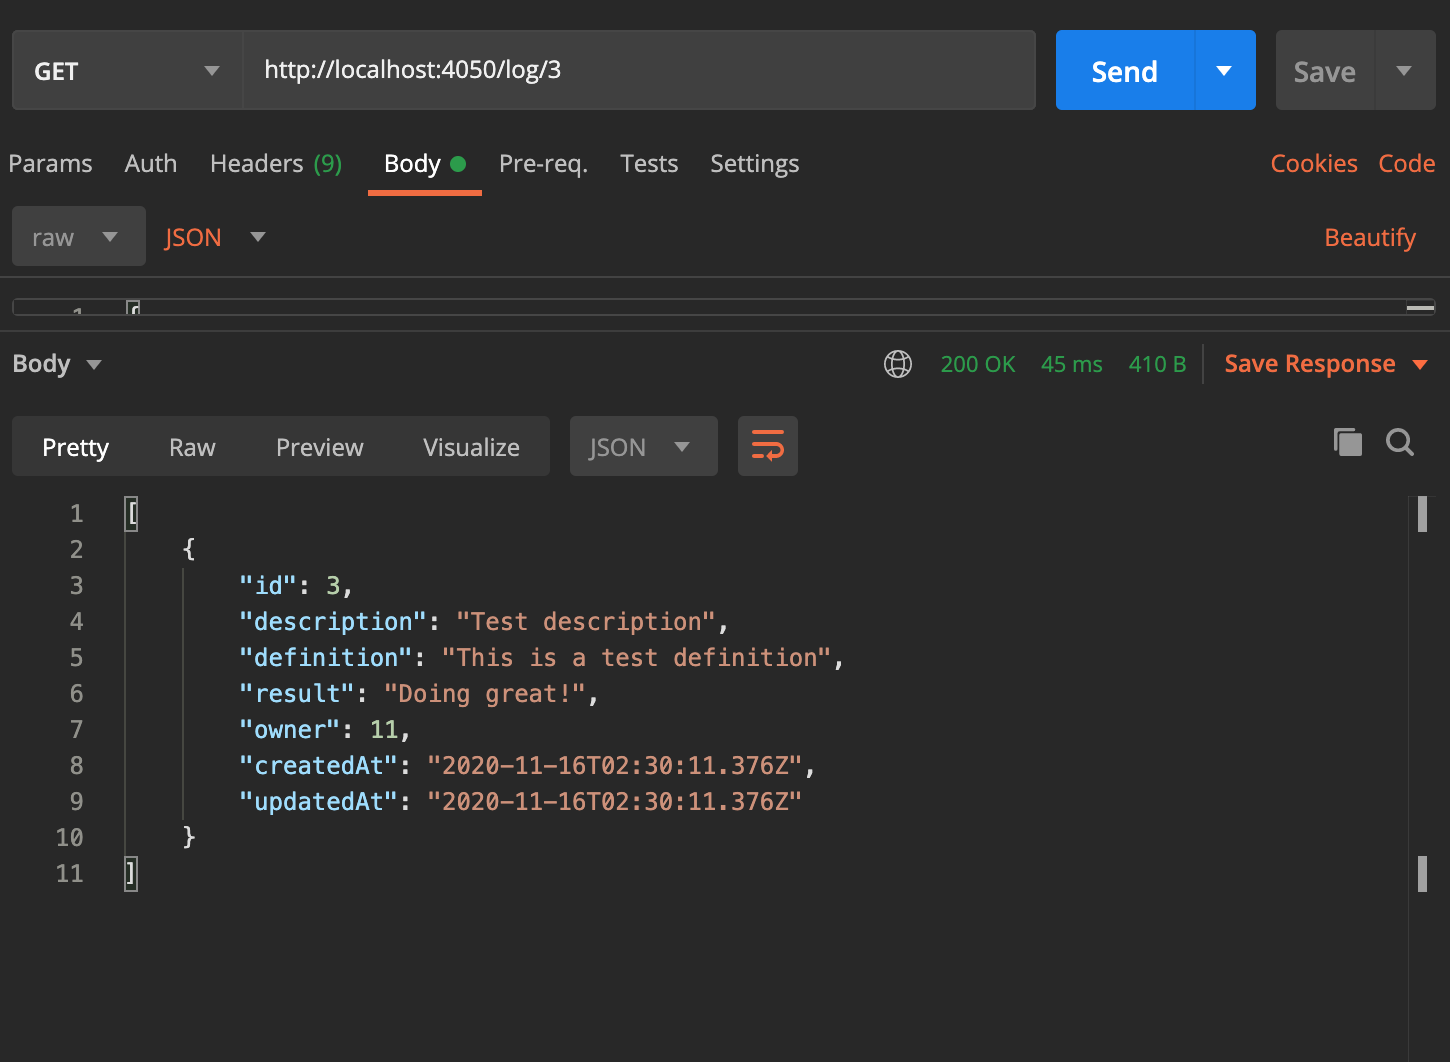 GET http://localhost:4050/log/3 Send Save
Params Auth Headers (9) Body Pre-req. Tests Settings Cookies Code
raw JSON Beautify
1 {
Body 200 OK 45 ms 410 B Save Response
Pretty Raw Preview Visualize JSON
1 [
2 {
3 "id": 3,
4 "description": "Test description",
5 "definition": "This is a test definition",
6 "result": "Doing great!",
7 "owner": 11,
8 "createdAt": "2020-11-16T02:30:11.376Z",
9 "updatedAt": "2020-11-16T02:30:11.376Z"
10 }
11 ]